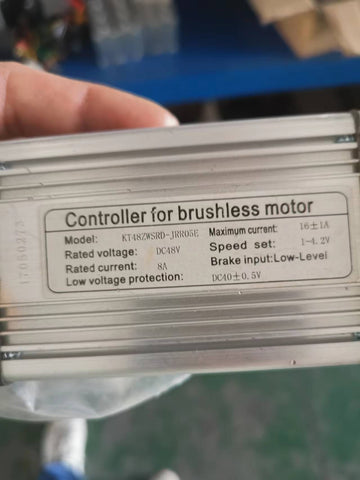 Controller for brushless motor
Model: KT48ZWSRD-JRR05E Maximum current: 16±1A
Rated voltage: DC48V Speed set: 1-4.2V
Rated current: 8A Brake input:Low-Level
Low voltage protection: DC40±0.5V
17050273